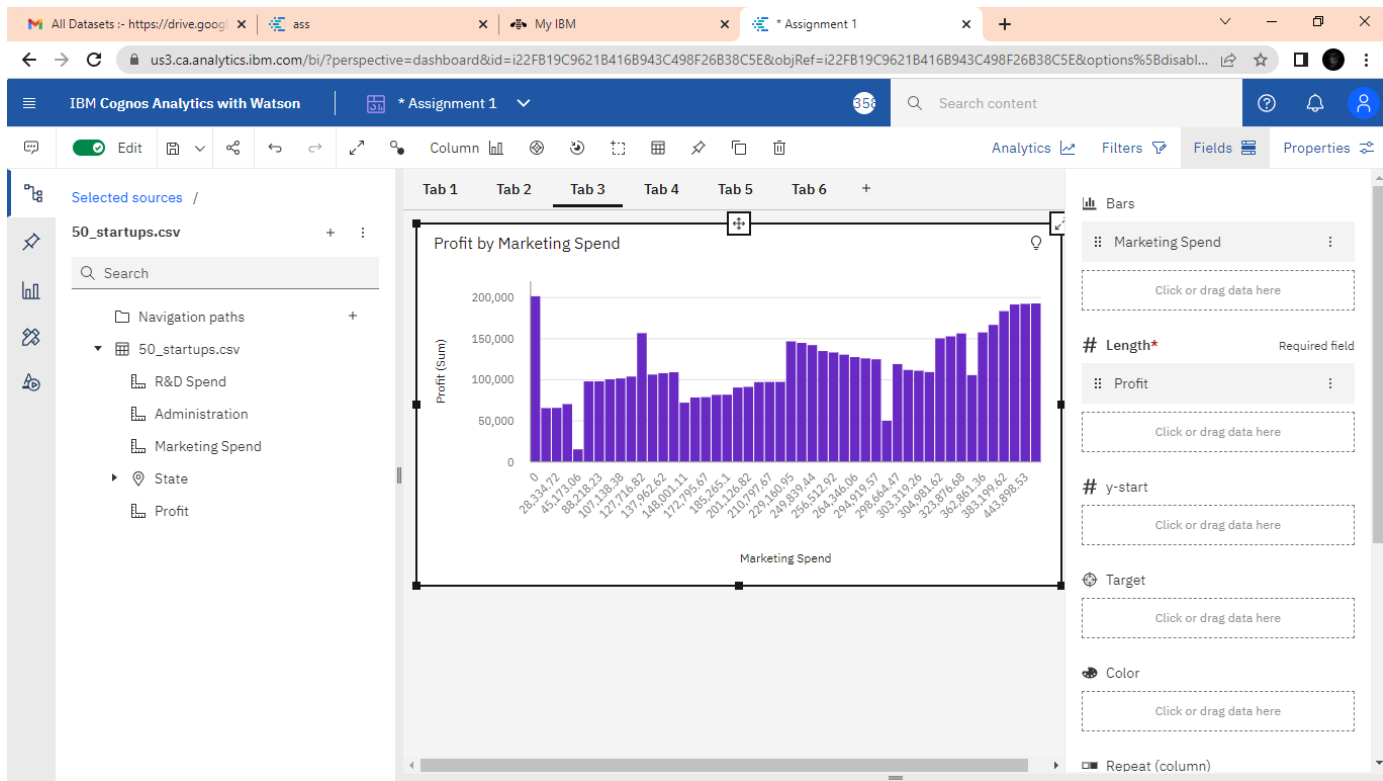 All Datasets :- https://drive.googl
ass
My IBM
* Assignment 1
us3.ca.analytics.ibm.com/bi/?perspective=dashboard&id=i22FB19C9621B416B943C498F26B38C5E&objRef=i22FB19C9621B416B943C498F26B38C5E&options%5Bdisabl...
IBM Cognos Analytics with Watson
* Assignment 1
358
Search content
Edit
Column
Analytics
Filters
Fields
Properties
Selected sources /
50_startups.csv
Search
Navigation paths
50_startups.csv
R&D Spend
Administration
Marketing Spend
State
Profit
Tab 1 Tab 2 Tab 3 Tab 4 Tab 5 Tab 6
Profit by Marketing Spend
Profit (Sum)
200,000
150,000
100,000
50,000
0
0
28,334.72
45,173.06
88,218.23
107,138.38
127,716.82
137,962.62
148,001.11
172,795.67
185,265.1
201,126.82
210,797.67
229,160.95
249,839.44
256,512.92
264,346.06
294,919.57
298,664.47
303,319.26
304,981.62
323,876.68
362,861.36
383,199.62
443,898.53
Marketing Spend
Bars
Marketing Spend
Click or drag data here
Length* Required field
Profit
Click or drag data here
y-start
Click or drag data here
Target
Click or drag data here
Color
Click or drag data here
Repeat (column)